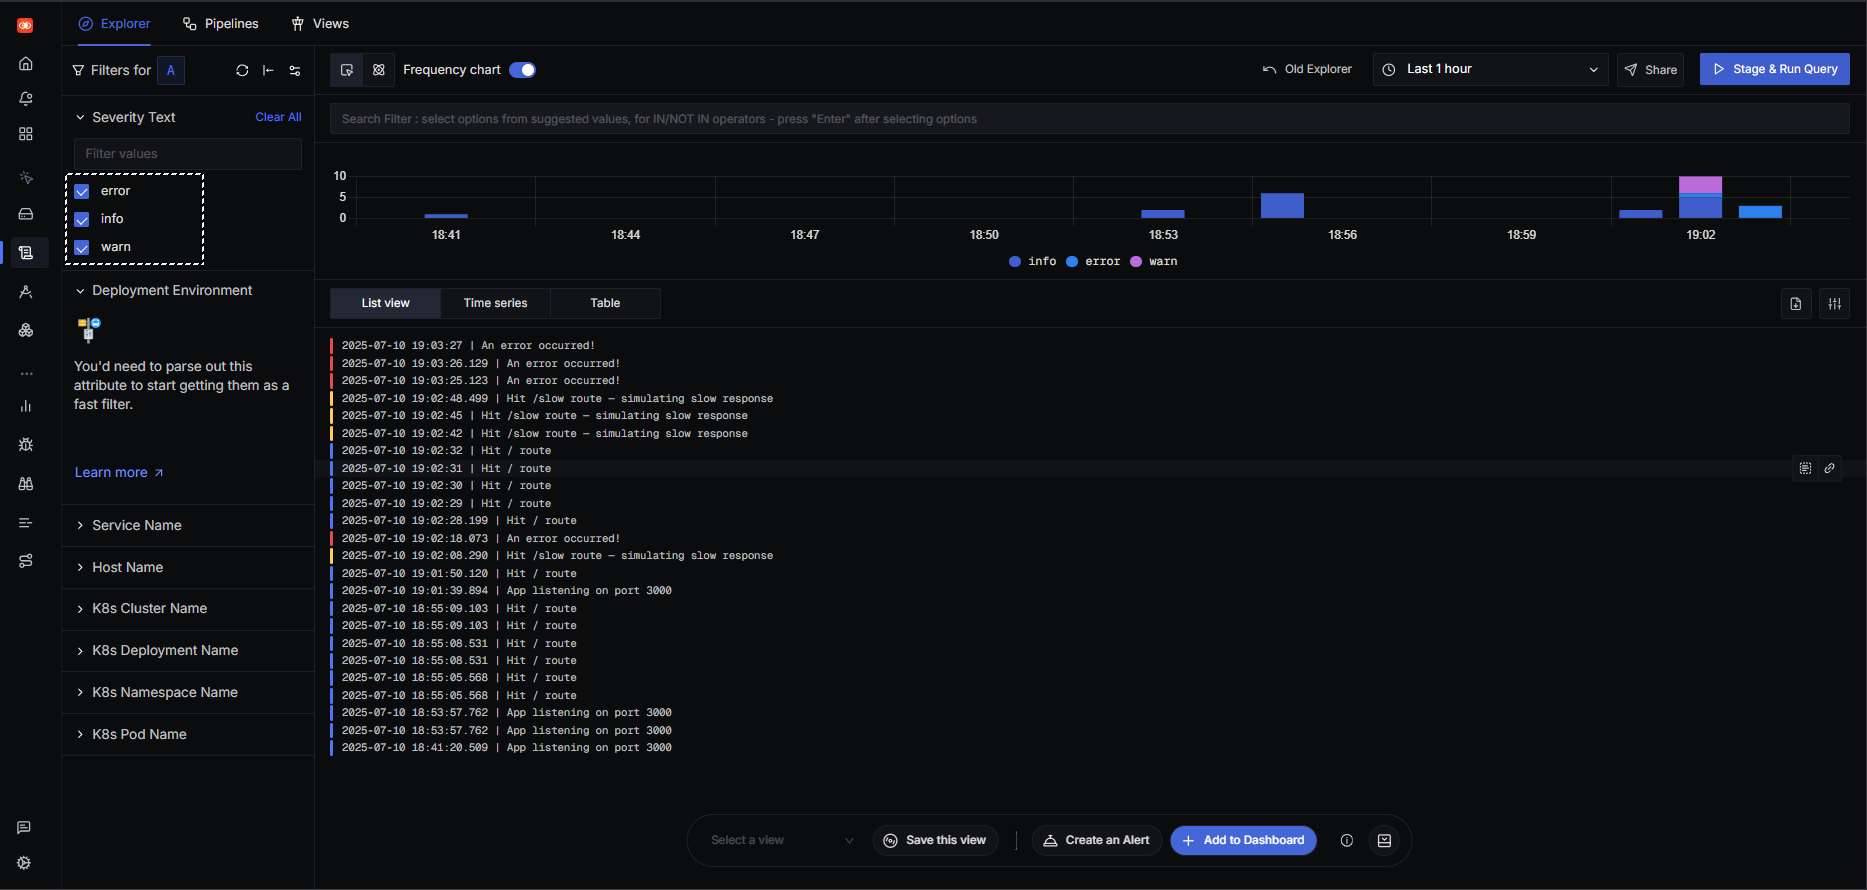 Explorer
Pipelines
Views
Filters for A
Frequency chart
Old Explorer
Last 1 hour
Share
Stage & Run Query
Severity Text
Clear All
Search Filter : select options from suggested values, for IN/NOT IN operators - press "Enter" after selecting options
Filter values
error
info
warn
10
5
0
18:41 18:44 18:47 18:50 18:53 18:56 18:59 19:02
info error warn
Deployment Environment
You'd need to parse out this
attribute to start getting them as a
fast filter.
Learn more
Service Name
Host Name
K8s Cluster Name
K8s Deployment Name
K8s Namespace Name
K8s Pod Name
List view
Time series
Table
2025-07-10 19:03:27 | An error occurred!
2025-07-10 19:03:26.129 | An error occurred!
2025-07-10 19:03:25.123 | An error occurred!
2025-07-10 19:02:48.499 | Hit /slow route – simulating slow response
2025-07-10 19:02:45 | Hit /slow route – simulating slow response
2025-07-10 19:02:42 | Hit /slow route – simulating slow response
2025-07-10 19:02:32 | Hit / route
2025-07-10 19:02:31 | Hit / route
2025-07-10 19:02:30 | Hit / route
2025-07-10 19:02:29 | Hit / route
2025-07-10 19:02:28.199 | Hit / route
2025-07-10 19:02:18.073 | An error occurred!
2025-07-10 19:02:08.290 | Hit /slow route – simulating slow response
2025-07-10 19:01:50.120 | Hit / route
2025-07-10 19:01:39.894 | App listening on port 3000
2025-07-10 18:55:09.103 | Hit / route
2025-07-10 18:55:09.103 | Hit / route
2025-07-10 18:55:08.531 | Hit / route
2025-07-10 18:55:08.531 | Hit / route
2025-07-10 18:55:05.568 | Hit / route
2025-07-10 18:55:05.568 | Hit / route
2025-07-10 18:53:57.762 | App listening on port 3000
2025-07-10 18:53:57.762 | App listening on port 3000
2025-07-10 18:41:20.509 | App listening on port 3000
Select a view
Save this view
Create an Alert
Add to Dashboard